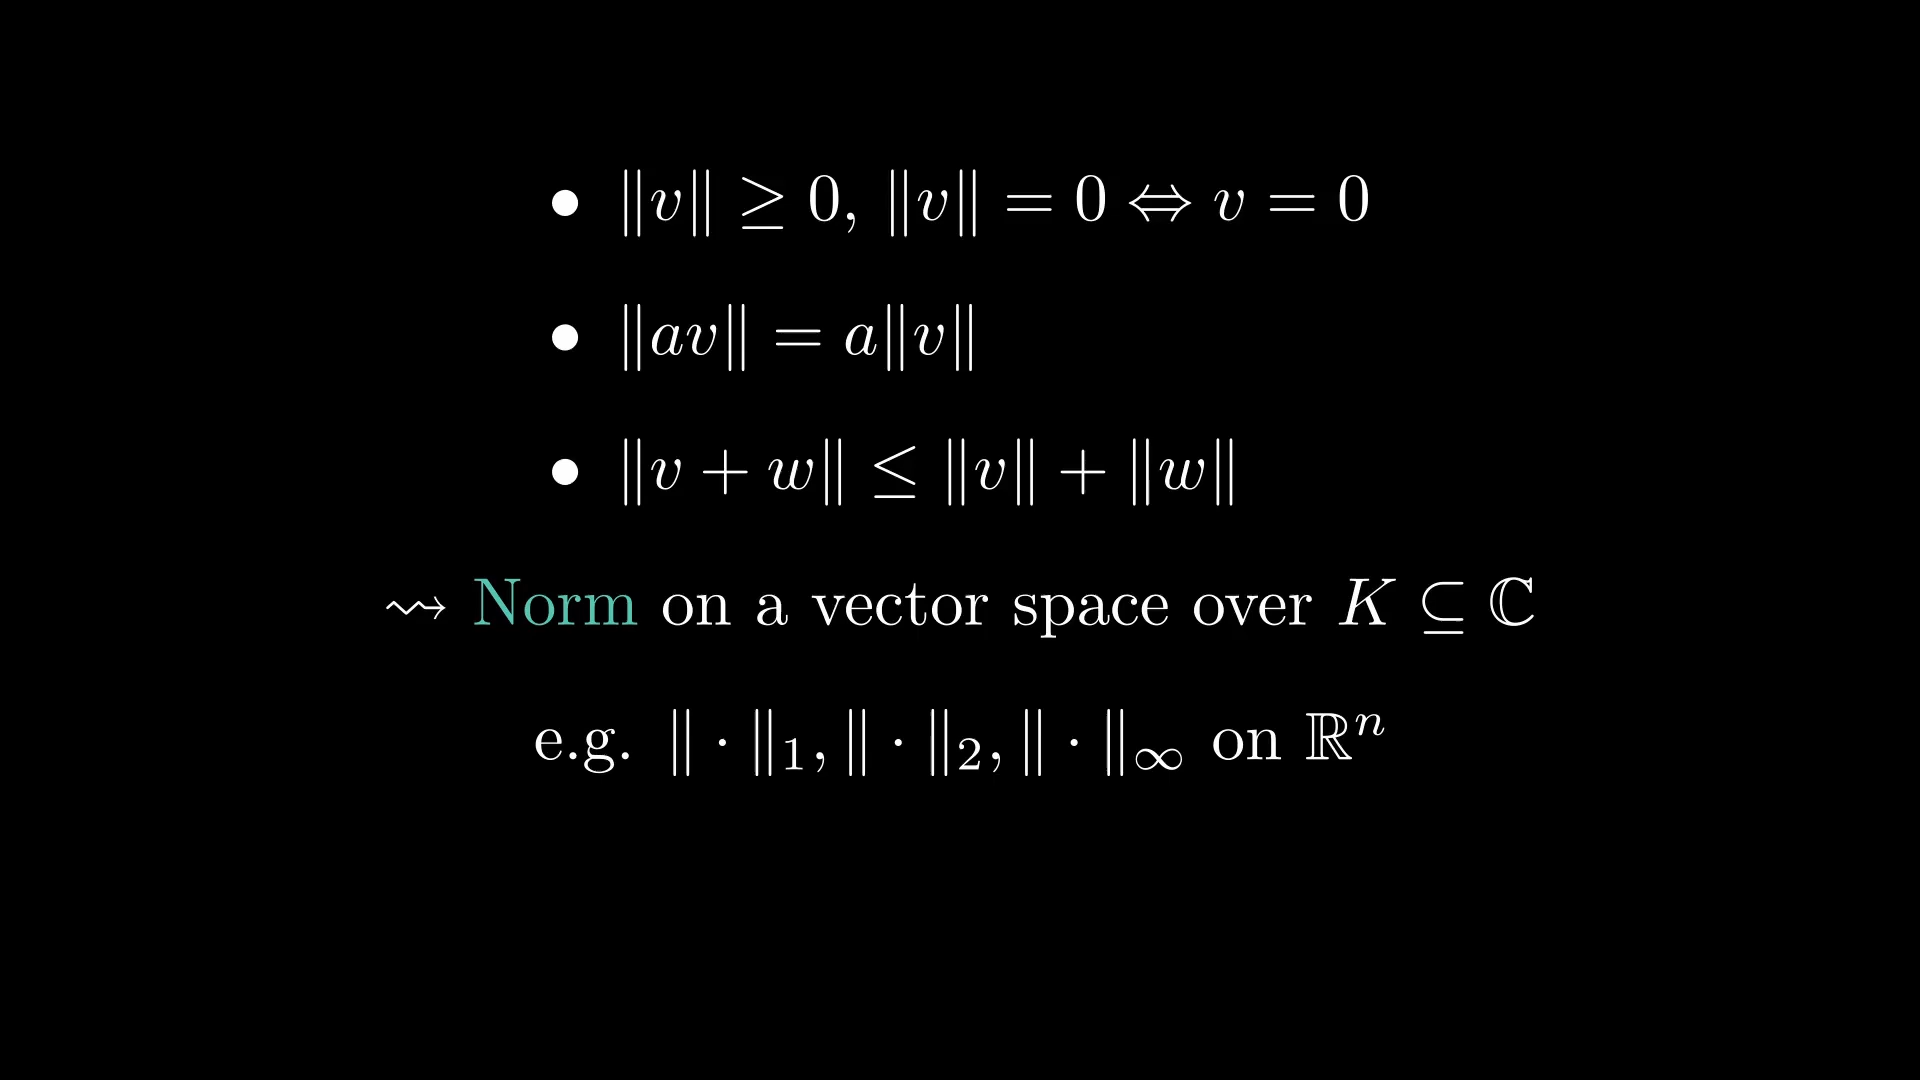 • ‖v‖ ≥ 0, ‖v‖ = 0 ⇔ v = 0
• ‖av‖ = a‖v‖
• ‖v + w‖ ≤ ‖v‖ + ‖w‖
⇝ Norm on a vector space over K ⊆ ℂ
e.g. ‖ · ‖₁, ‖ · ‖₂, ‖ · ‖∞ on ℝⁿ